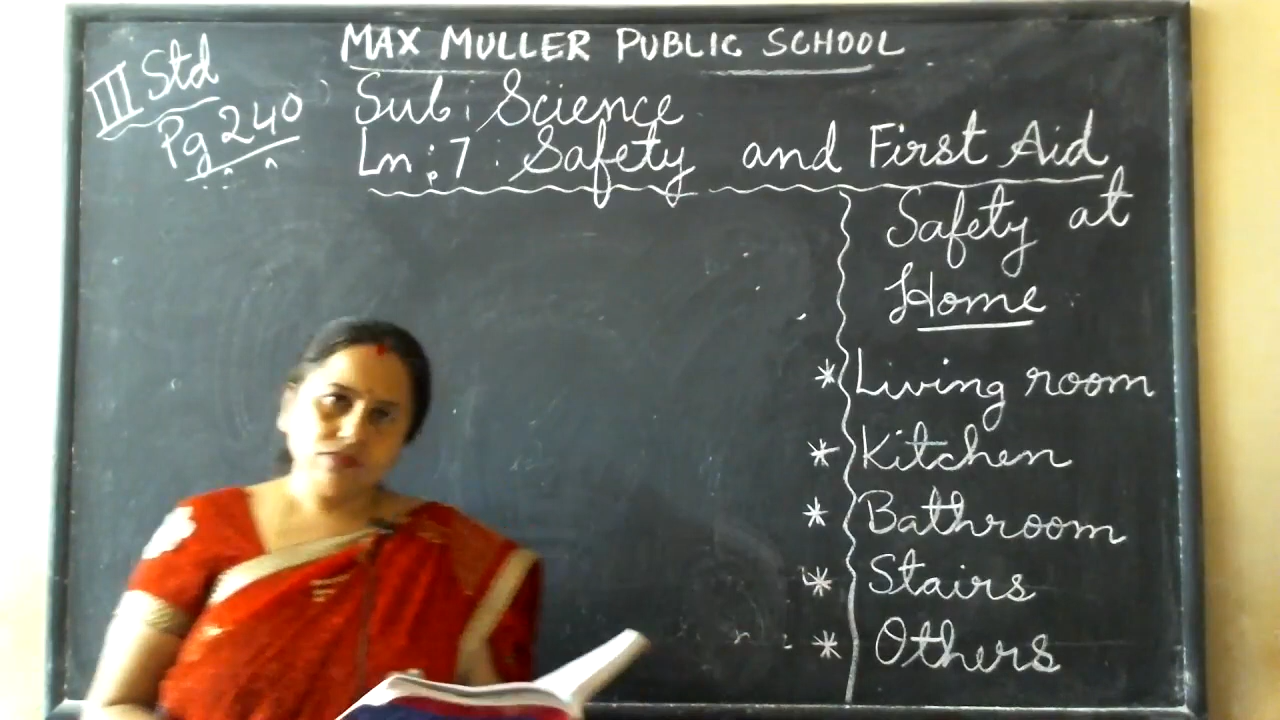 MAX MULLER PUBLIC SCHOOL
III Std
Pg 240
Sub: Science
Ln: 7: Safety and First Aid
Safety at
Home
* Living room
* Kitchen
* Bathroom
* Stairs
* Others